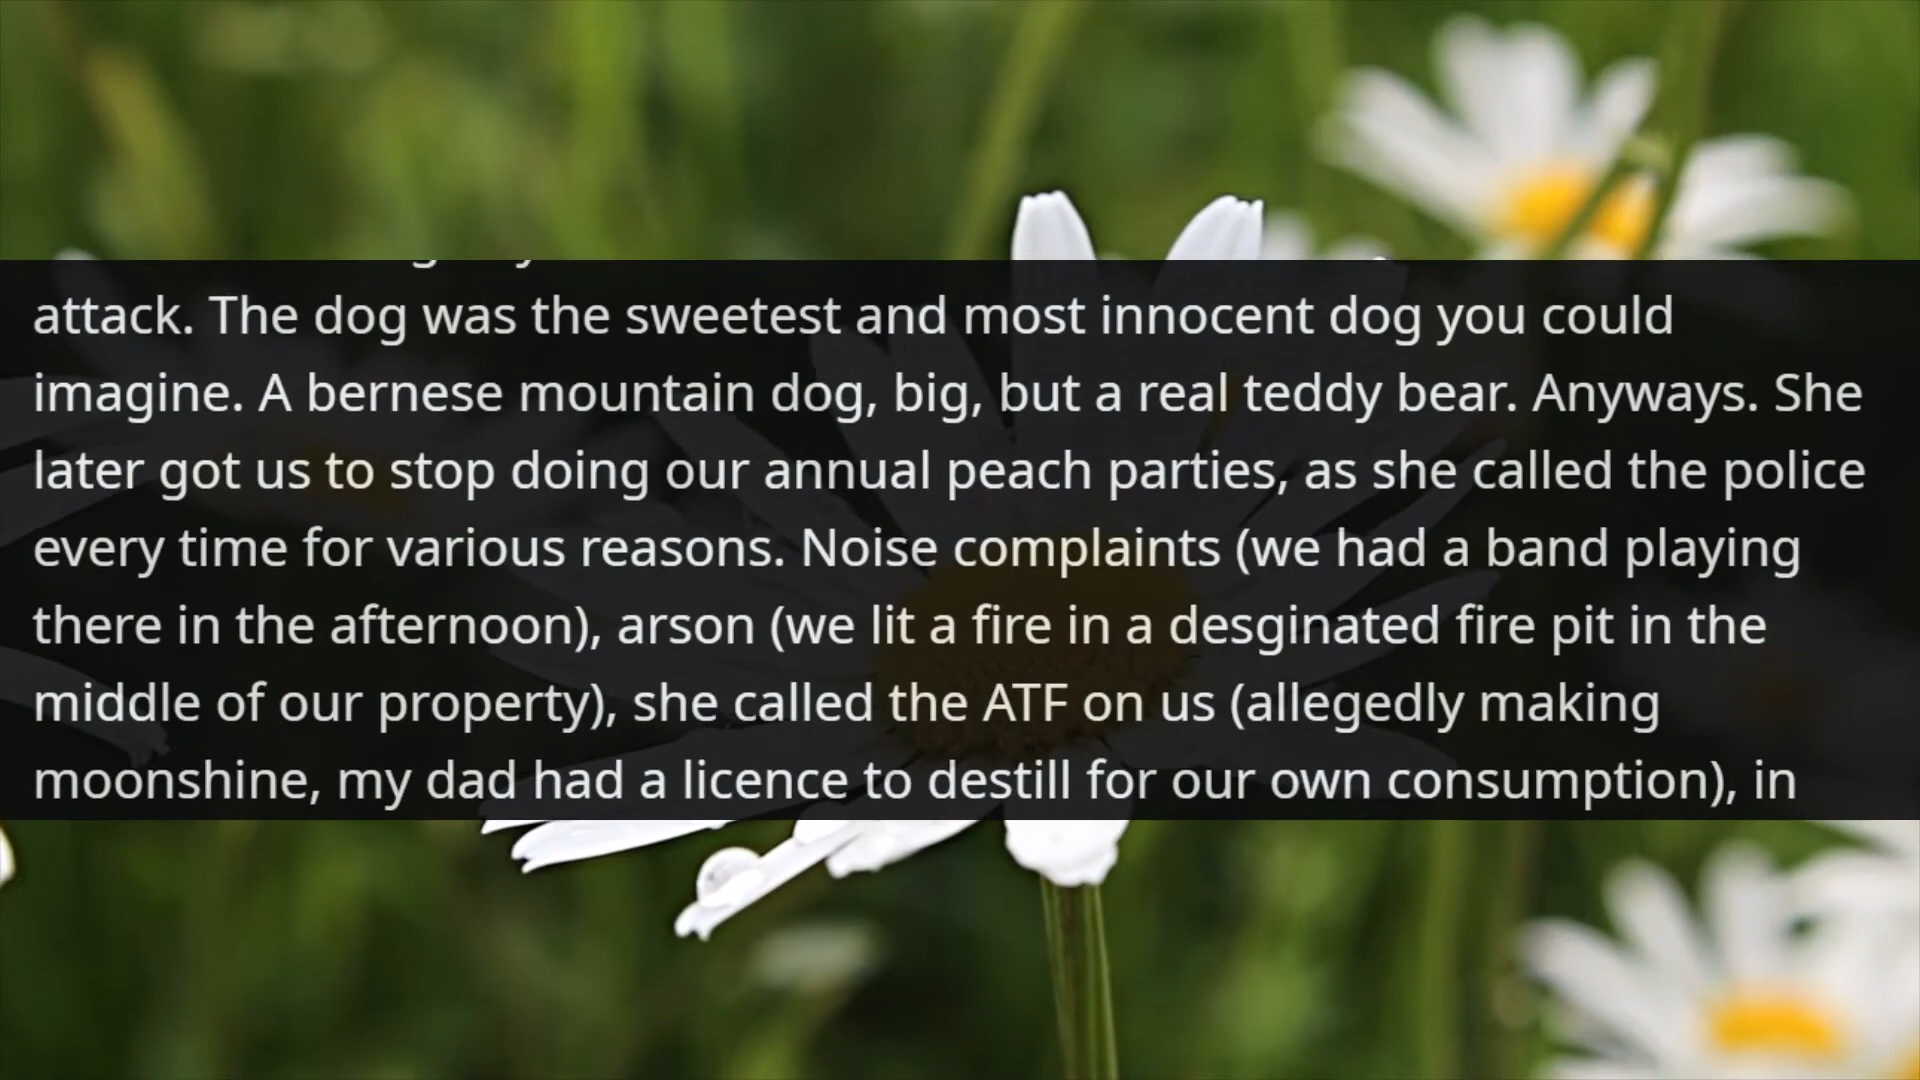 attack. The dog was the sweetest and most innocent dog you could
imagine. A bernese mountain dog, big, but a real teddy bear. Anyways. She
later got us to stop doing our annual peach parties, as she called the police
every time for various reasons. Noise complaints (we had a band playing
there in the afternoon), arson (we lit a fire in a desginated fire pit in the
middle of our property), she called the ATF on us (allegedly making
moonshine, my dad had a licence to destill for our own consumption), in